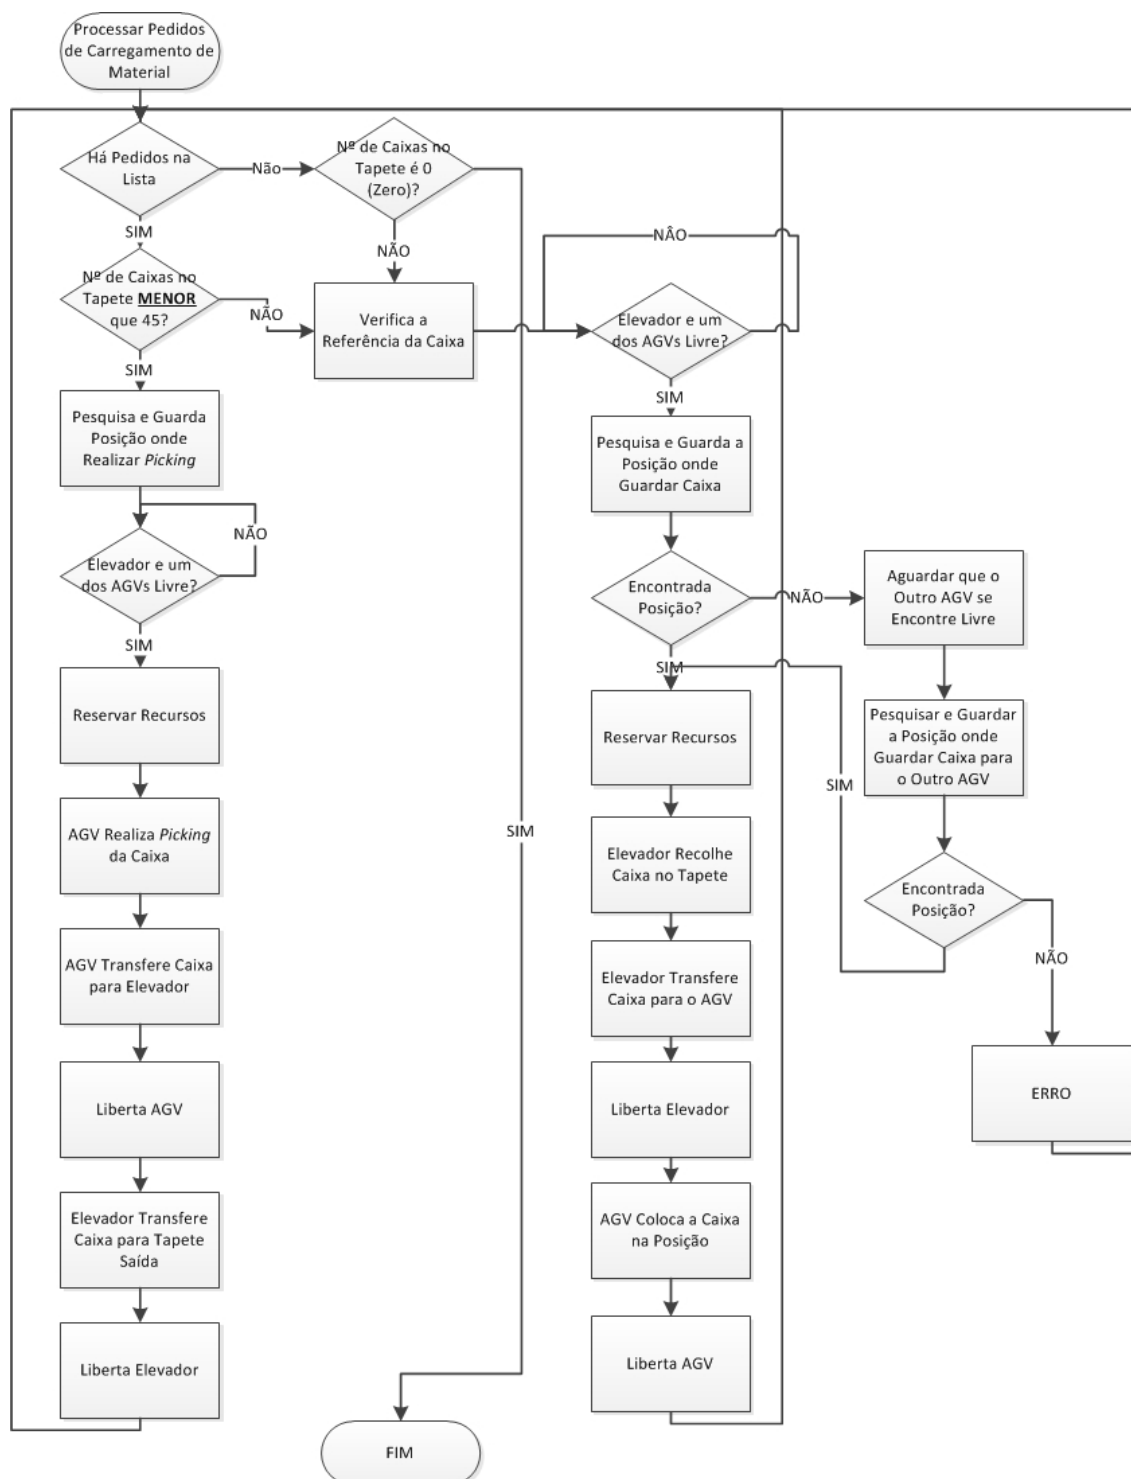 Processar Pedidos
de Carregamento de
Material
Há Pedidos na
Lista
Não
Nº de Caixas no
Tapete é 0
(Zero)?
SIM
NÃO
NÂO
Nº de Caixas no
Tapete MENOR
que 45?
NÃO
Verifica a
Referência da Caixa
Elevador e um
dos AGVs Livre?
SIM
SIM
Pesquisa e Guarda
Posição onde
Realizar Picking
Pesquisa e Guarda a
Posição onde
Guardar Caixa
NÃO
Elevador e um
dos AGVs Livre?
SIM
Encontrada
Posição?
NÃO
Aguardar que o
Outro AGV se
Encontre Livre
SIM
Reservar Recursos
Reservar Recursos
Pesquisar e Guardar
a Posição onde
Guardar Caixa para
o Outro AGV
SIM
AGV Realiza Picking
da Caixa
SIM
Elevador Recolhe
Caixa no Tapete
Encontrada
Posição?
NÃO
AGV Transfere Caixa
para Elevador
Elevador Transfere
Caixa para o AGV
Liberta AGV
Liberta Elevador
ERRO
Elevador Transfere
Caixa para Tapete
Saída
AGV Coloca a Caixa
na Posição
Liberta Elevador
Liberta AGV
FIM